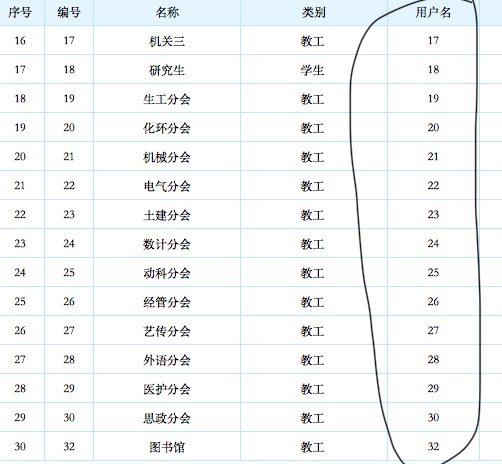 序号 编号 名称 类别 用户名
16 17 机关三 教工 17
17 18 研究生 学生 18
18 19 生工分会 教工 19
19 20 化环分会 教工 20
20 21 机械分会 教工 21
21 22 电气分会 教工 22
22 23 土建分会 教工 23
23 24 数计分会 教工 24
24 25 动科分会 教工 25
25 26 经管分会 教工 26
26 27 艺传分会 教工 27
27 28 外语分会 教工 28
28 29 医护分会 教工 29
29 30 思政分会 教工 30
30 32 图书馆 教工 32